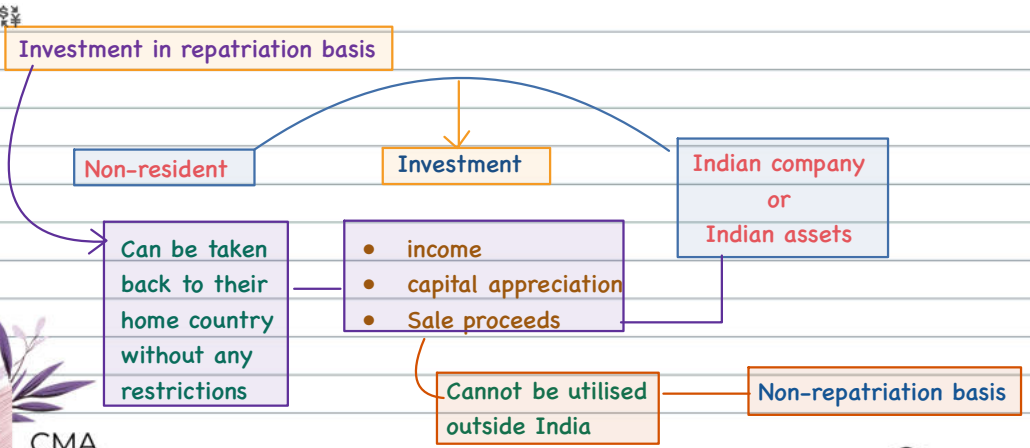 Investment in repatriation basis
Non-resident
Investment
Indian company
or
Indian assets
Can be taken
back to their
home country
without any
restrictions
• income
• capital appreciation
• Sale proceeds
Cannot be utilised
outside India
Non-repatriation basis
CMA